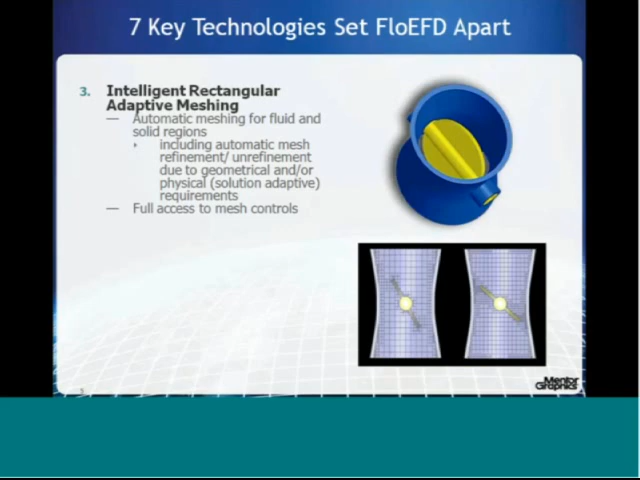 7 Key Technologies Set FloEFD Apart
3. Intelligent Rectangular
Adaptive Meshing
— Automatic meshing for fluid and
solid regions
‣ including automatic mesh
refinement/ unrefinement
due to geometrical and/or
physical (solution adaptive)
requirements
— Full access to mesh controls
Mentor
Graphics